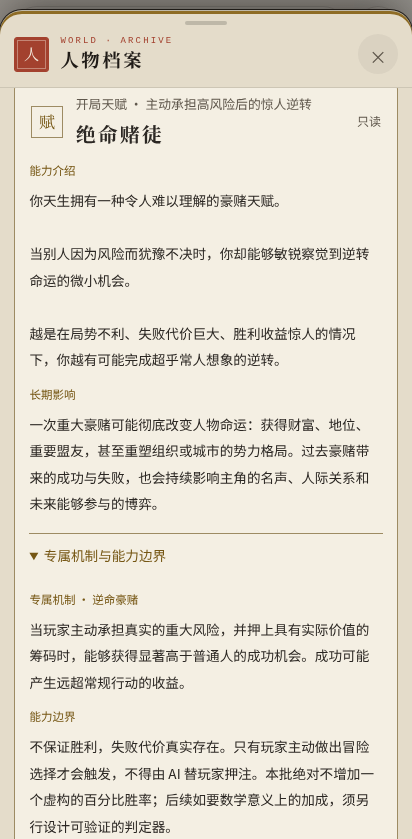 人
WORLD · ARCHIVE
人物档案
×
赋
开局天赋 · 主动承担高风险后的惊人逆转
绝命赌徒
只读
能力介绍
你天生拥有一种令人难以理解的豪赌天赋。
当别人因为风险而犹豫不决时，你却能够敏锐察觉到逆转
命运的微小机会。
越是在局势不利、失败代价巨大、胜利收益惊人的情况
下，你越有可能完成超乎常人想象的逆转。
长期影响
一次重大豪赌可能彻底改变人物命运：获得财富、地位、
重要盟友，甚至重塑组织或城市的势力格局。过去豪赌带
来的成功与失败，也会持续影响主角的名声、人际关系和
未来能够参与的博弈。
▼ 专属机制与能力边界
专属机制 · 逆命豪赌
当玩家主动承担真实的重大风险，并押上具有实际价值的
筹码时，能够获得显著高于普通人的成功机会。成功可能
产生远超常规行动的收益。
能力边界
不保证胜利，失败代价真实存在。只有玩家主动做出冒险
选择才会触发，不得由 AI 替玩家押注。本批绝对不增加一
个虚构的百分比胜率；后续如要数学意义上的加成，须另
行设计可验证的判定器。